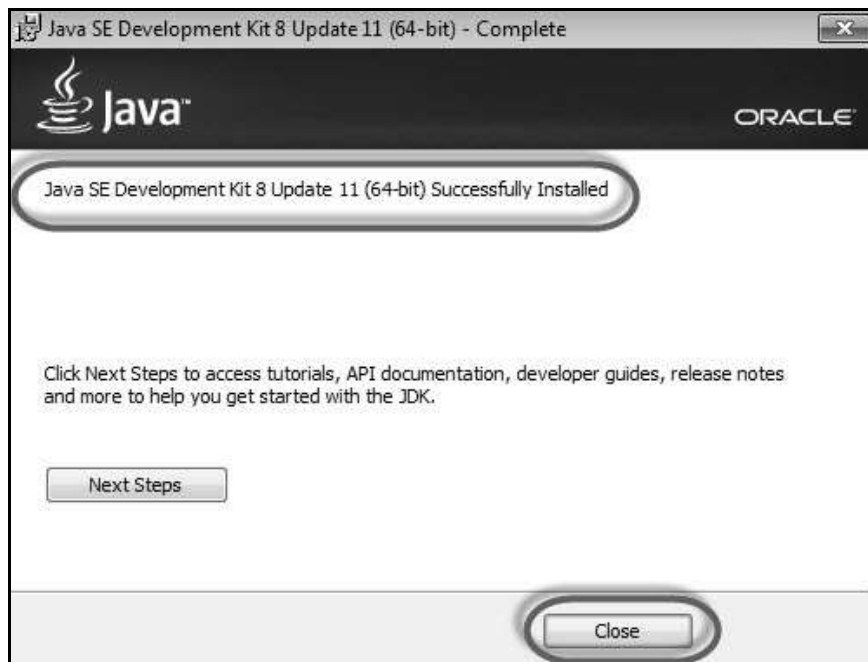 Java SE Development Kit 8 Update 11 (64-bit) - Complete
Java™
ORACLE
Java SE Development Kit 8 Update 11 (64-bit) Successfully Installed
Click Next Steps to access tutorials, API documentation, developer guides, release notes
and more to help you get started with the JDK.
Next Steps
Close